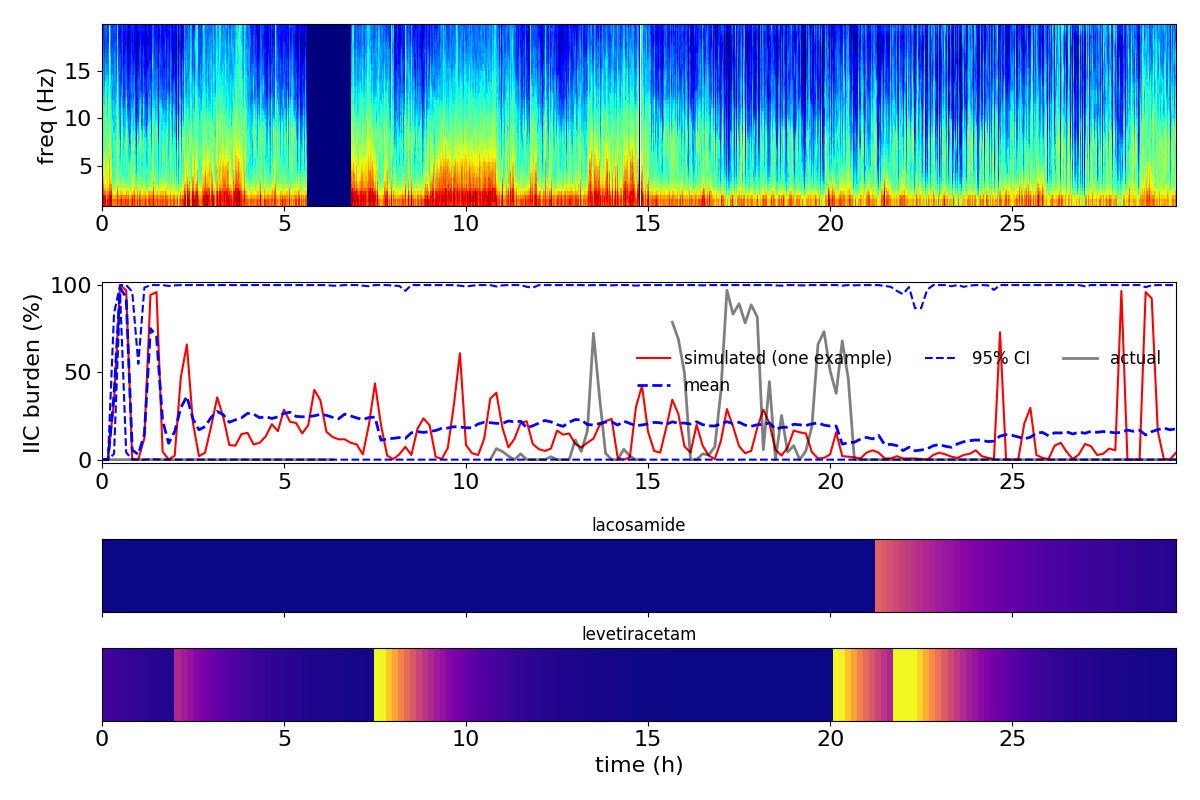 freq (Hz)
15
10
5
0 5 10 15 20 25
IIC burden (%)
100
50
0
simulated (one example) 95% CI actual
mean
0 5 10 15 20 25
lacosamide
levetiracetam
0 5 10 15 20 25
time (h)